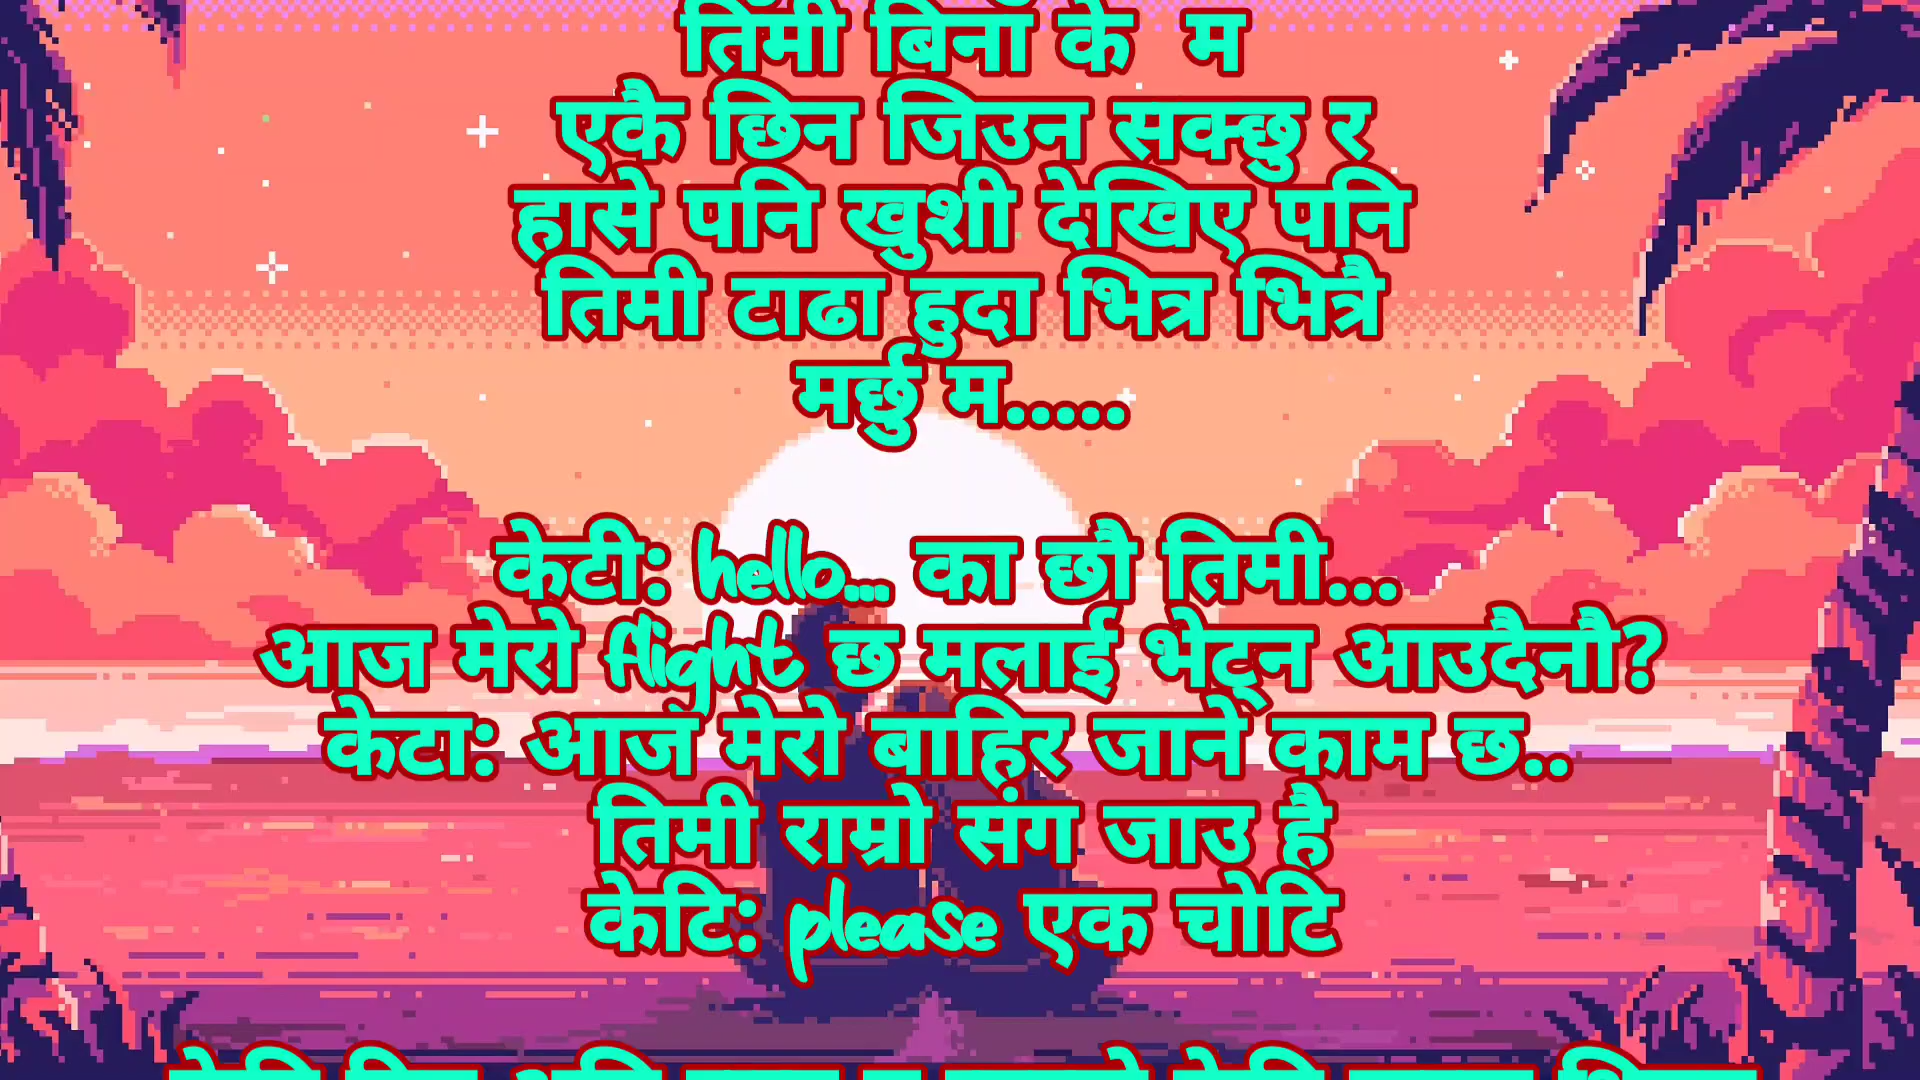 तिमी बिना के म
एकै छिन जिउन सक्छु र
हासे पनि खुशी देखिए पनि
तिमी टाढा हुदा भित्र भित्रै
मर्छु म.....
केटी: hello... का छौ तिमी...
आज मेरो flight छ मलाई भेट्न आउदैनौ?
केटा: आज मेरो बाहिर जाने काम छ..
तिमी राम्रो संग जाउ है
केटि: please एक चोटि